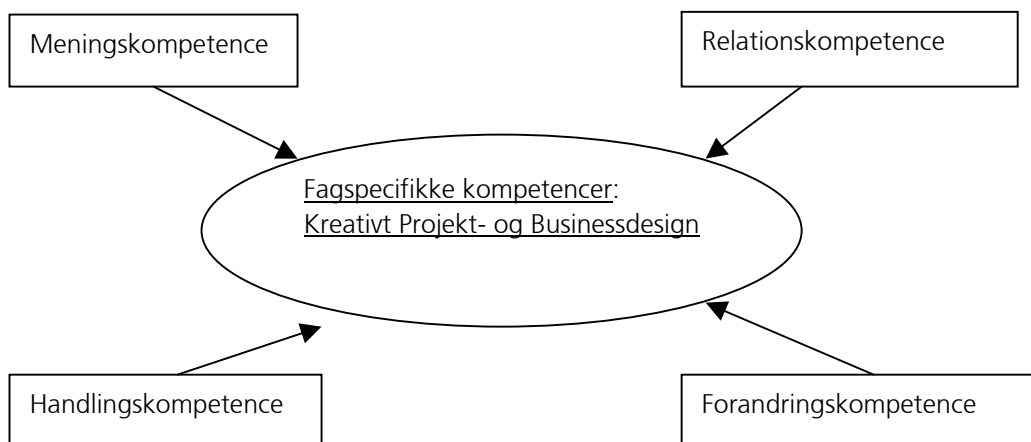 Meningskompetence
Relationskompetence
Fagspecifikke kompetencer:
Kreativt Projekt- og Businessdesign
Handlingskompetence
Forandringskompetence